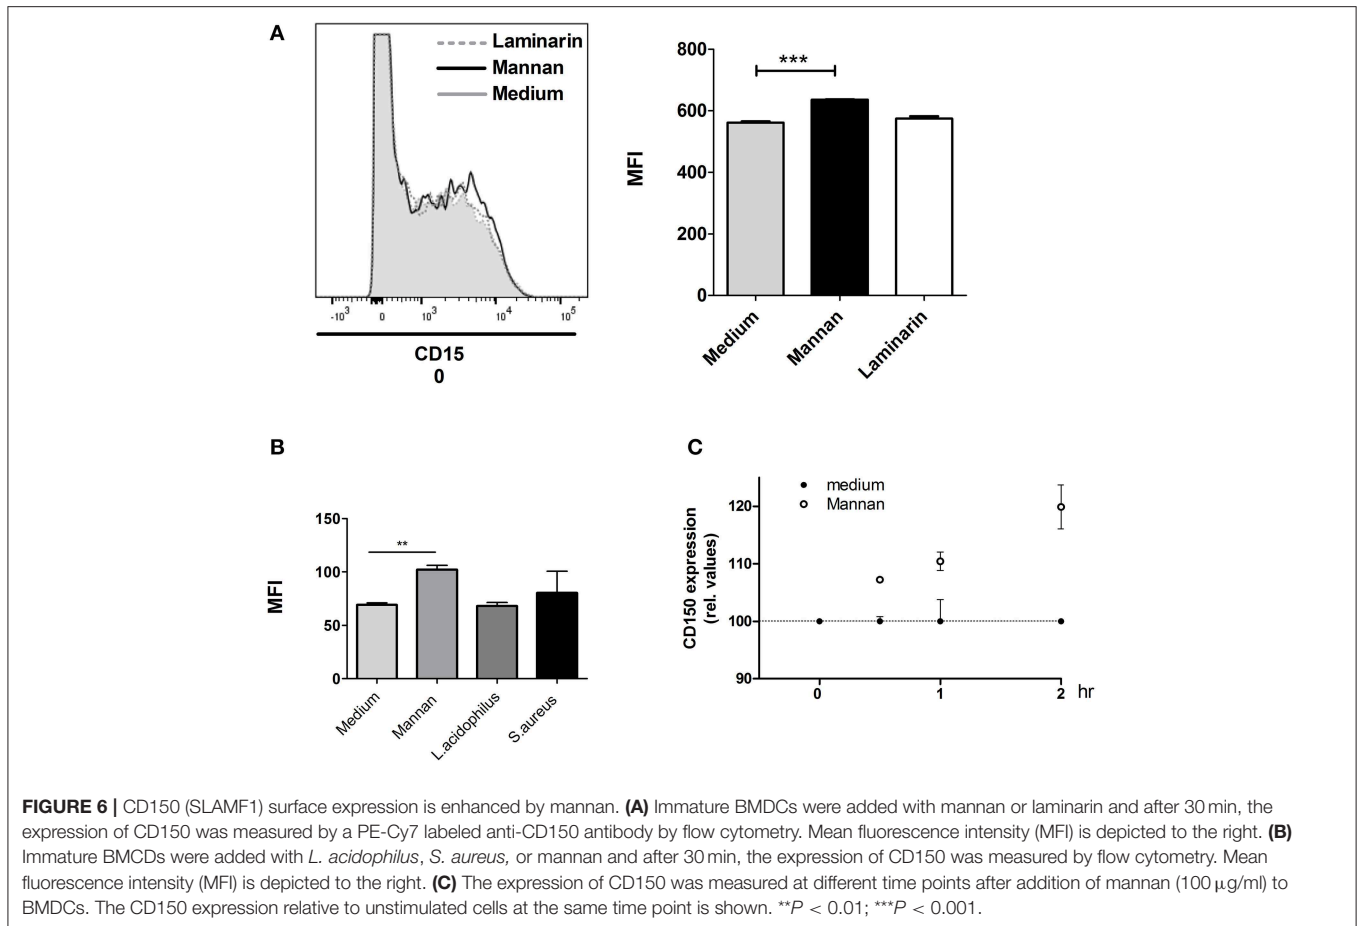 A
Laminarin
Mannan
Medium
-10³ 0 10³ 10⁴ 10⁵
CD15
0
MFI
800
600
400
200
0
***
Medium
Mannan
Laminarin
B
MFI
150
100
50
0
**
Medium
Mannan
L.acidophilus
S.aureus
C
medium
Mannan
CD150 expression
(rel. values)
120
110
100
90
0 1 2 hr
FIGURE 6 | CD150 (SLAMF1) surface expression is enhanced by mannan. (A) Immature BMDCs were added with mannan or laminarin and after 30 min, the
expression of CD150 was measured by a PE-Cy7 labeled anti-CD150 antibody by flow cytometry. Mean fluorescence intensity (MFI) is depicted to the right. (B)
Immature BMCDs were added with L. acidophilus, S. aureus, or mannan and after 30 min, the expression of CD150 was measured by flow cytometry. Mean
fluorescence intensity (MFI) is depicted to the right. (C) The expression of CD150 was measured at different time points after addition of mannan (100 µg/ml) to
BMDCs. The CD150 expression relative to unstimulated cells at the same time point is shown. **P < 0.01; ***P < 0.001.